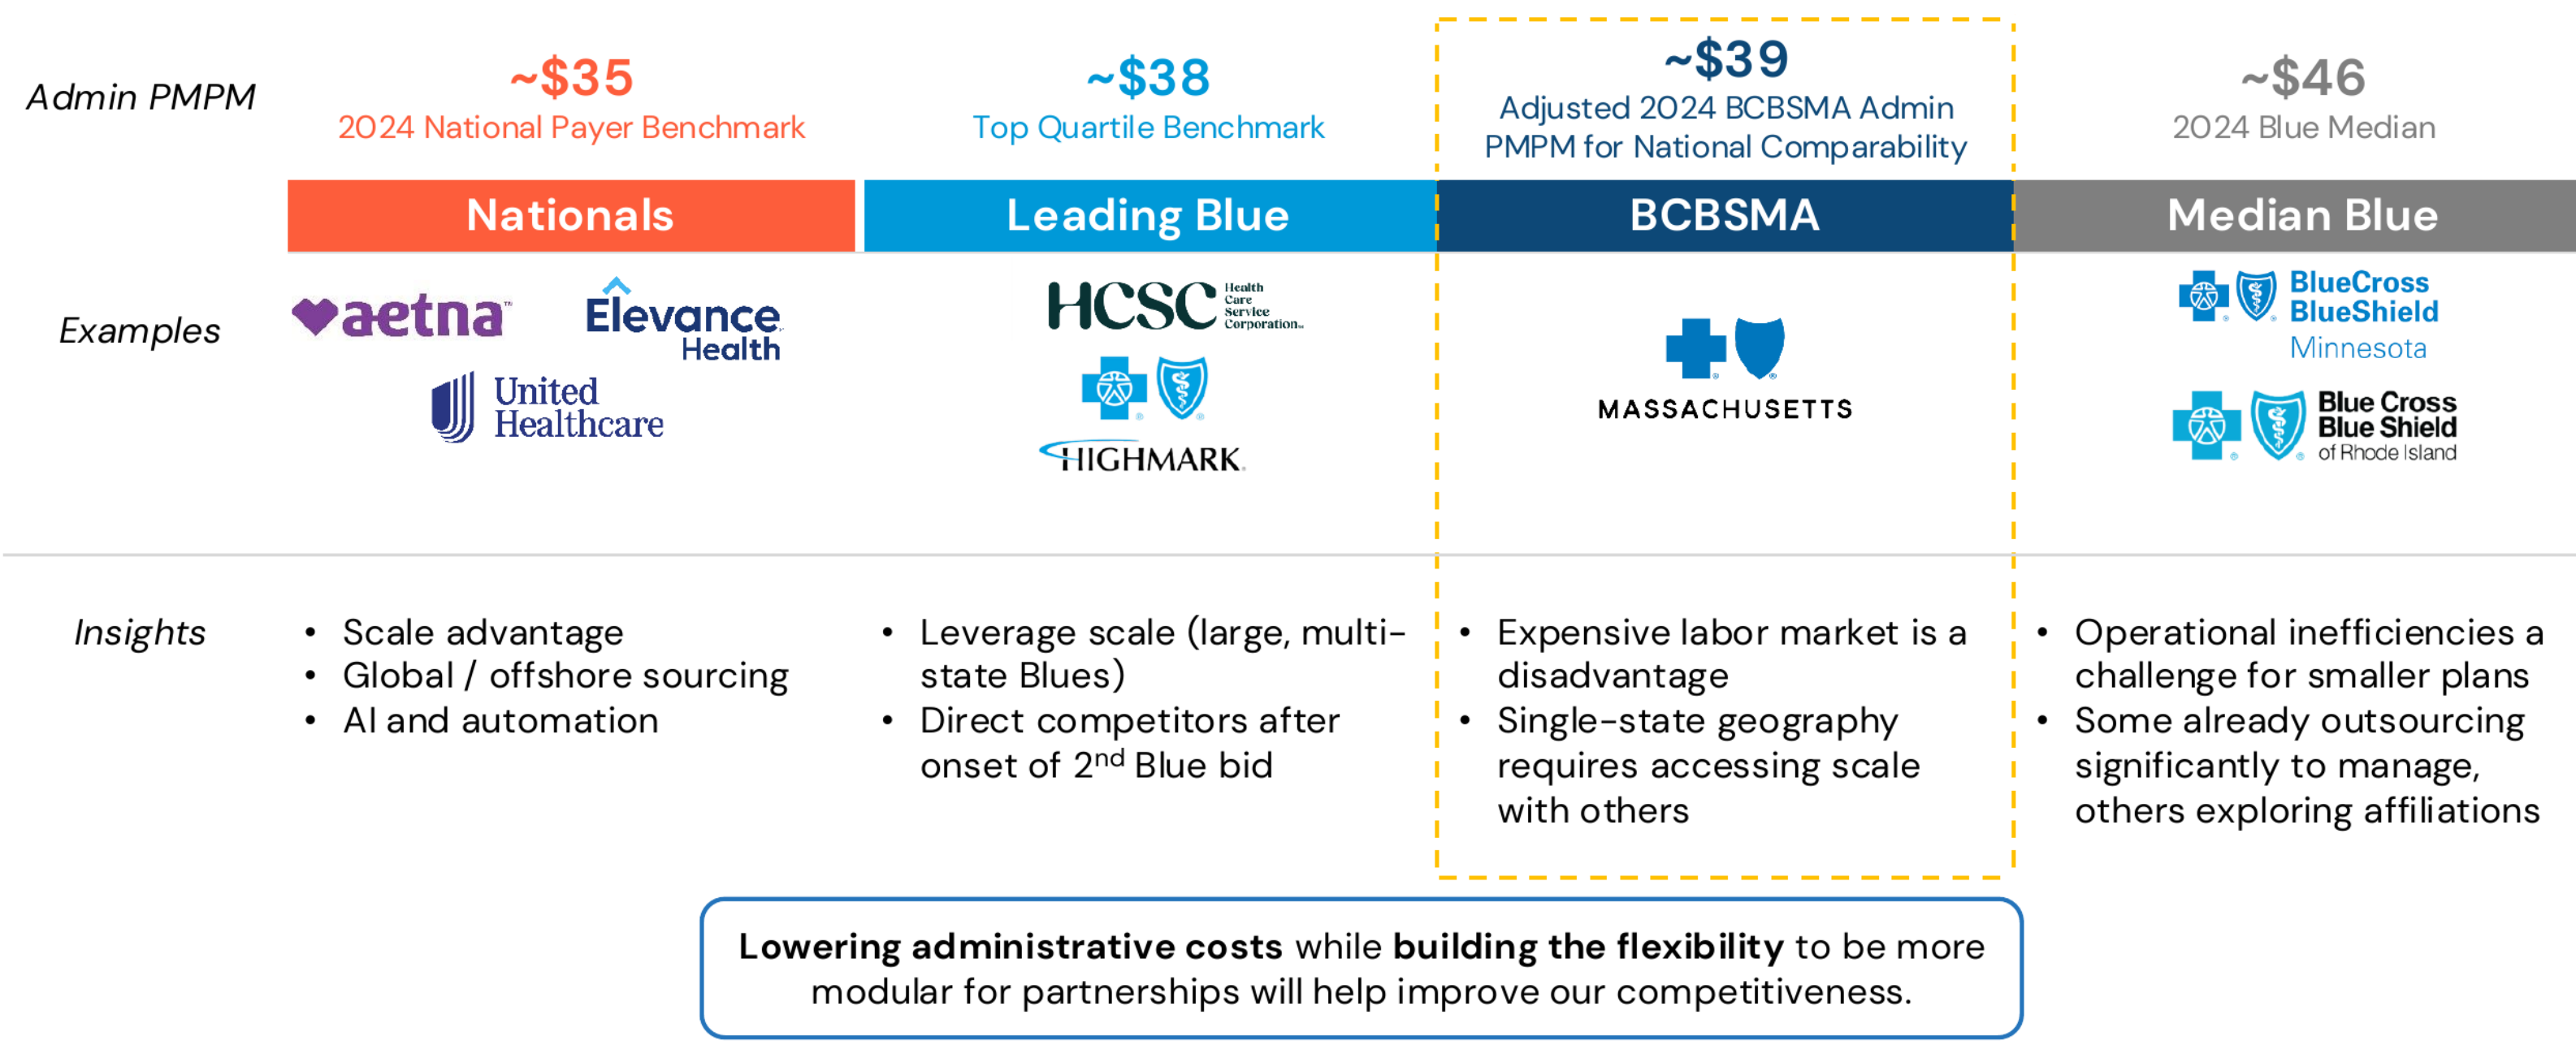 Admin PMPM
~$35
2024 National Payer Benchmark
~$38
Top Quartile Benchmark
~$39
Adjusted 2024 BCBSMA Admin
PMPM for National Comparability
~$46
2024 Blue Median
Nationals
Leading Blue
BCBSMA
Median Blue
Examples
aetna™
Elevance
Health
United
Healthcare
HCSC
Health
Care
Service
Corporation
HIGHMARK
MASSACHUSETTS
BlueCross
BlueShield
Minnesota
Blue Cross
Blue Shield
of Rhode Island
Insights
• Scale advantage
• Global / offshore sourcing
• AI and automation
• Leverage scale (large, multi-
state Blues)
• Direct competitors after
onset of 2nd Blue bid
• Expensive labor market is a
disadvantage
• Single-state geography
requires accessing scale
with others
• Operational inefficiencies a
challenge for smaller plans
• Some already outsourcing
significantly to manage,
others exploring affiliations
Lowering administrative costs while building the flexibility to be more
modular for partnerships will help improve our competitiveness.